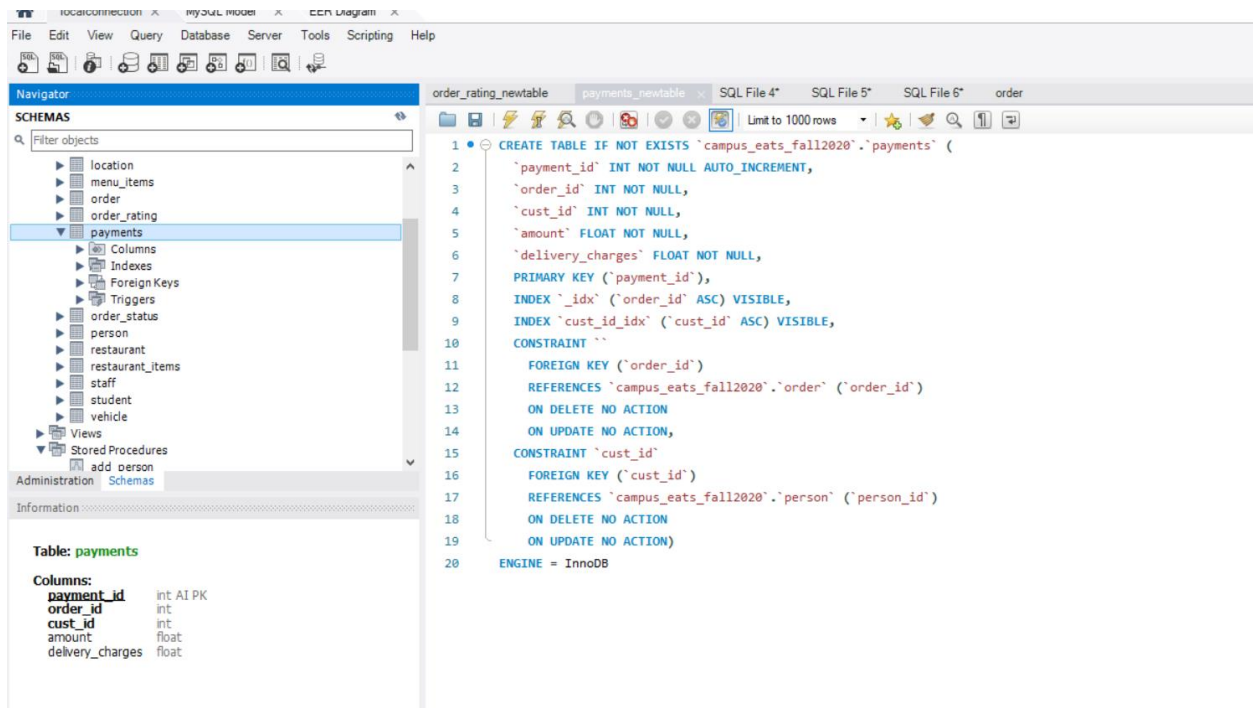 localconnection × MySQL Model × EER Diagram ×
File Edit View Query Database Server Tools Scripting Help
Navigator
SCHEMAS
Filter objects
location
menu_items
order
order_rating
payments
Columns
Indexes
Foreign Keys
Triggers
order_status
person
restaurant
restaurant_items
staff
student
vehicle
Views
Stored Procedures
add_person
Administration Schemas
Information
Table: payments
Columns:
payment_id int AI PK
order_id int
cust_id int
amount float
delivery_charges float
order_rating_newtable payments_newtable × SQL File 4* SQL File 5* SQL File 6* order
Limit to 1000 rows
1 CREATE TABLE IF NOT EXISTS `campus_eats_fall2020`.`payments` (
2 `payment_id` INT NOT NULL AUTO_INCREMENT,
3 `order_id` INT NOT NULL,
4 `cust_id` INT NOT NULL,
5 `amount` FLOAT NOT NULL,
6 `delivery_charges` FLOAT NOT NULL,
7 PRIMARY KEY (`payment_id`),
8 INDEX `_idx` (`order_id` ASC) VISIBLE,
9 INDEX `cust_id_idx` (`cust_id` ASC) VISIBLE,
10 CONSTRAINT ``
11 FOREIGN KEY (`order_id`)
12 REFERENCES `campus_eats_fall2020`.`order` (`order_id`)
13 ON DELETE NO ACTION
14 ON UPDATE NO ACTION,
15 CONSTRAINT `cust_id`
16 FOREIGN KEY (`cust_id`)
17 REFERENCES `campus_eats_fall2020`.`person` (`person_id`)
18 ON DELETE NO ACTION
19 ON UPDATE NO ACTION)
20 ENGINE = InnoDB